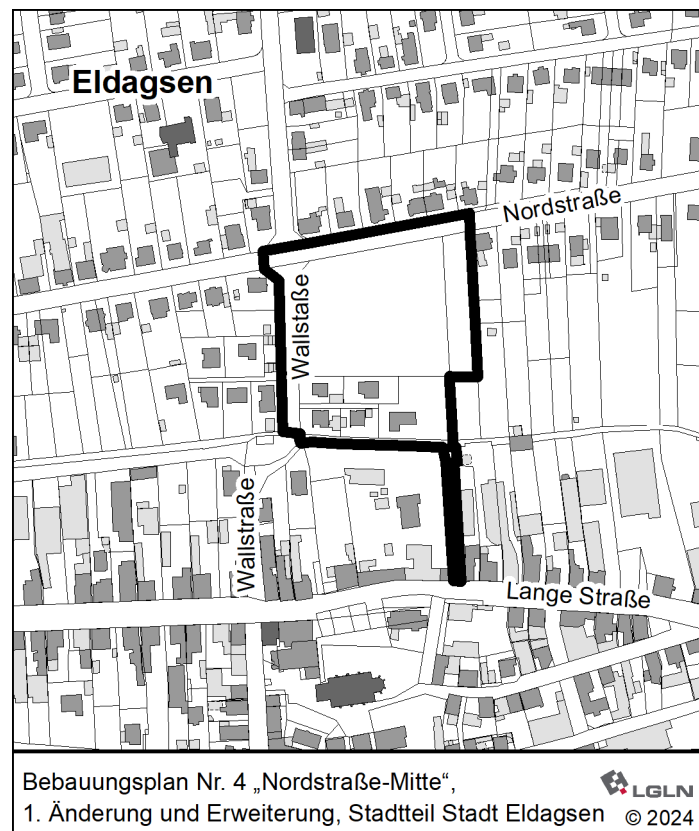 Eldagsen
Nordstraße
Wallstaße
Wallstraße
Lange Straße
Bebauungsplan Nr. 4 „Nordstraße-Mitte“,
1. Änderung und Erweiterung, Stadtteil Stadt Eldagsen
LGLN
© 2024